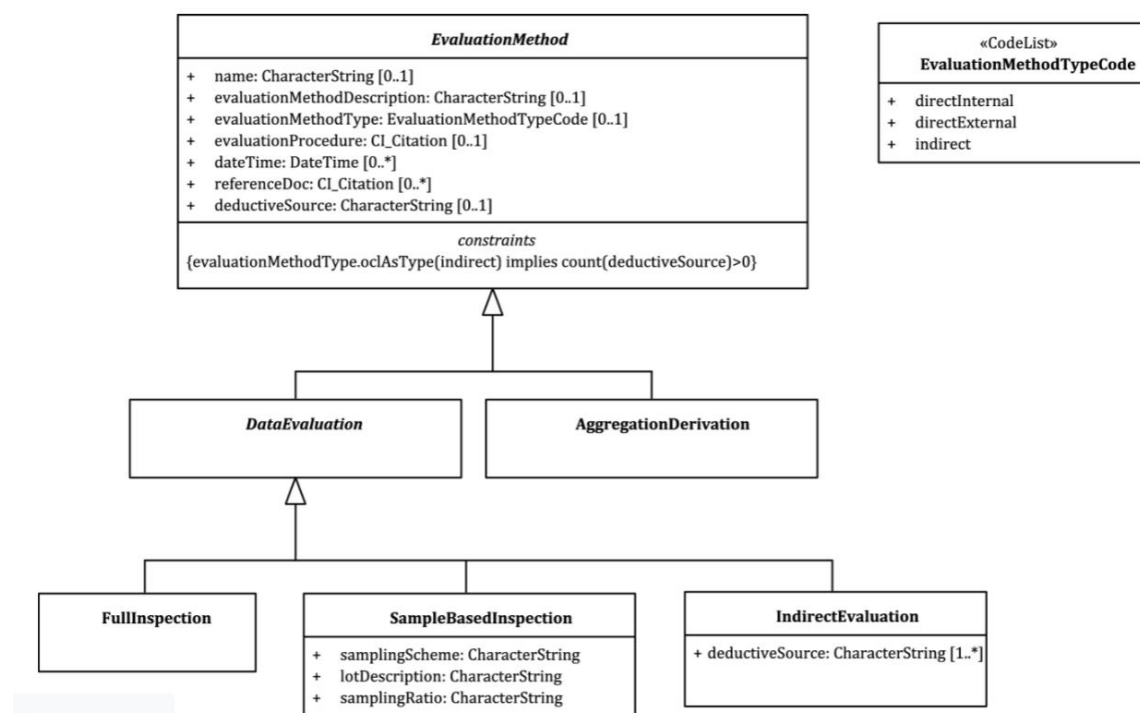 EvaluationMethod
+ name: CharacterString [0..1]
+ evaluationMethodDescription: CharacterString [0..1]
+ evaluationMethodType: EvaluationMethodTypeCode [0..1]
+ evaluationProcedure: CI_Citation [0..1]
+ dateTime: DateTime [0..*]
+ referenceDoc: CI_Citation [0..*]
+ deductiveSource: CharacterString [0..1]
constraints
{evaluationMethodType.oclAsType(indirect) implies count(deductiveSource)>0}
«CodeList»
EvaluationMethodTypeCode
+ directInternal
+ directExternal
+ indirect
DataEvaluation
AggregationDerivation
FullInspection
SampleBasedInspection
+ samplingScheme: CharacterString
+ lotDescription: CharacterString
+ samplingRatio: CharacterString
IndirectEvaluation
+ deductiveSource: CharacterString [1..*]